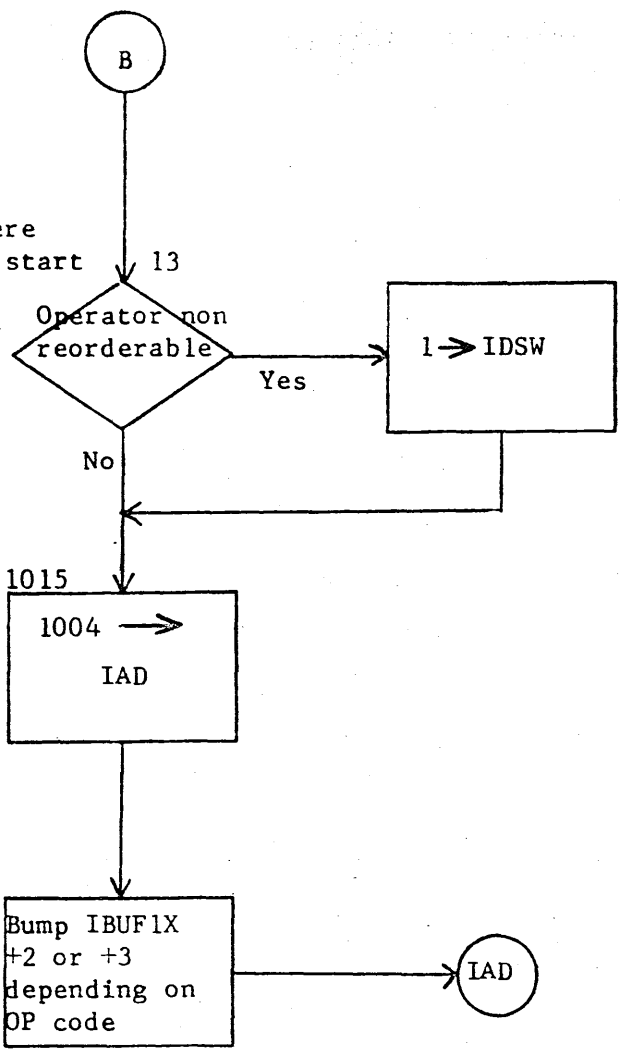 B
ere
start
13
Operator non
reorderable
Yes
1 → IDSW
No
1015
1004 →
IAD
Bump IBUF1X
+2 or +3
depending on
OP code
IAD